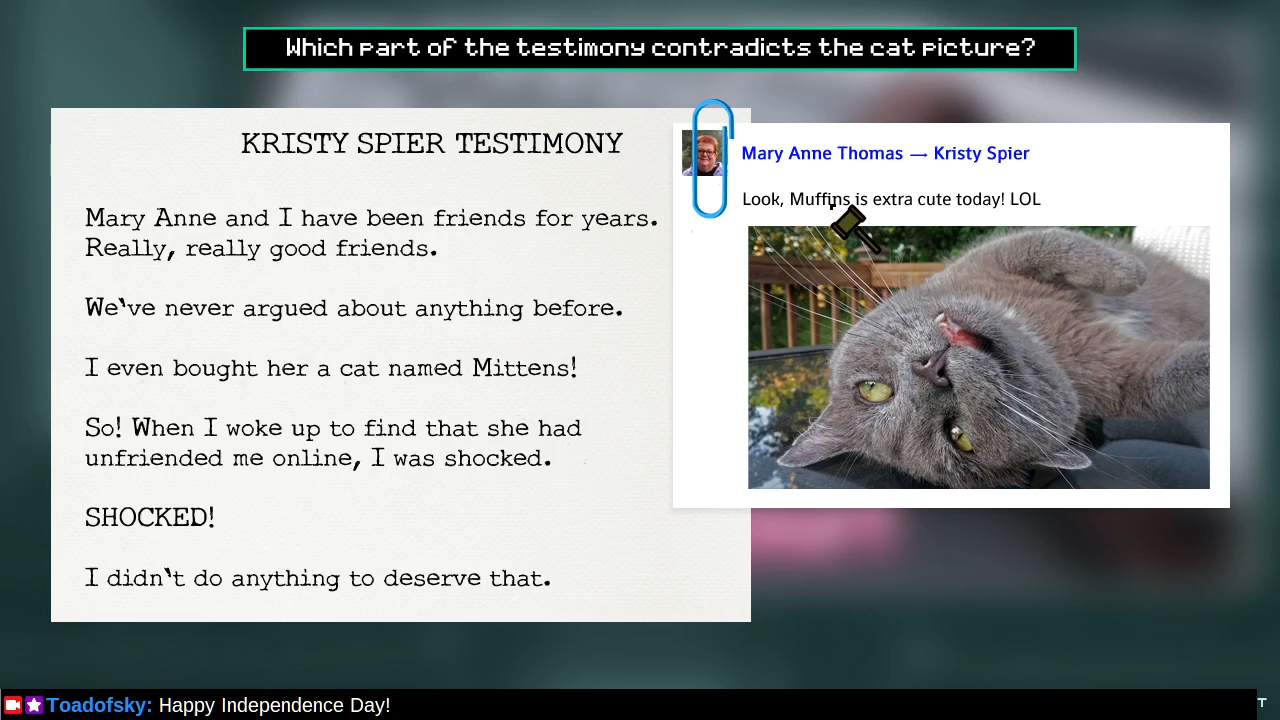 Which part of the testimony contradicts the cat picture?
KRISTY SPIER TESTIMONY
Mary Anne and I have been friends for years.
Really, really good friends.
We've never argued about anything before.
I even bought her a cat named Mittens!
So! When I woke up to find that she had
unfriended me online, I was shocked.
SHOCKED!
I didn't do anything to deserve that.
Mary Anne Thomas → Kristy Spier
Look, Muffins is extra cute today! LOL
Toadofsky: Happy Independence Day!
T